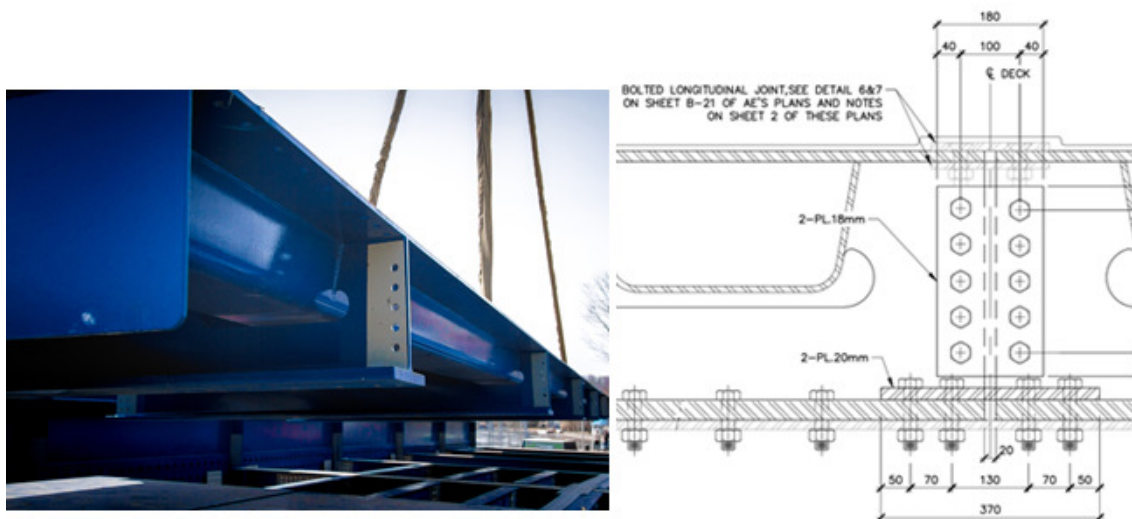 180
40 100 40
℄ DECK
BOLTED LONGITUDINAL JOINT,SEE DETAIL 6&7
ON SHEET B-21 OF AE'S PLANS AND NOTES
ON SHEET 2 OF THESE PLANS
2-PL.18mm
2-PL.20mm
20
50 70 130 70 50
370